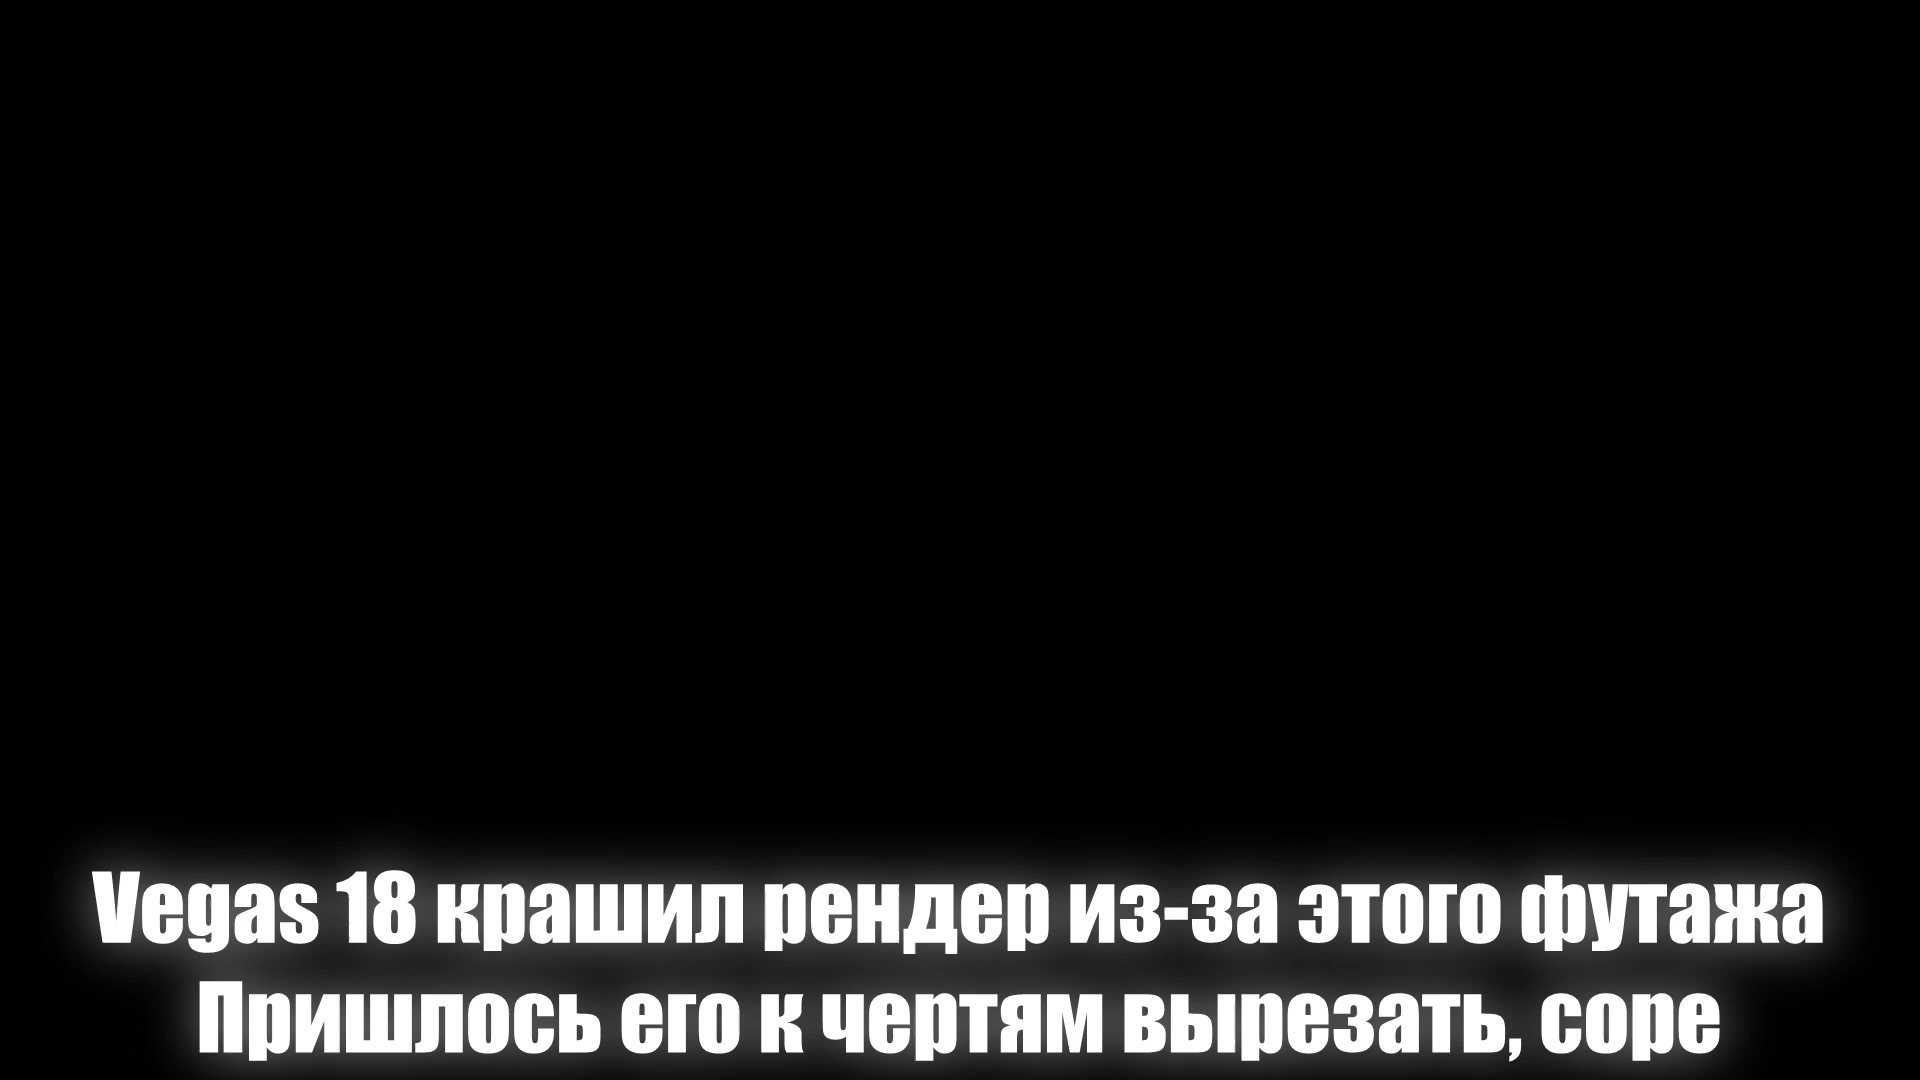 Vegas 18 крашил рендер из-за этого футажа
Пришлось его к чертям вырезать, соре